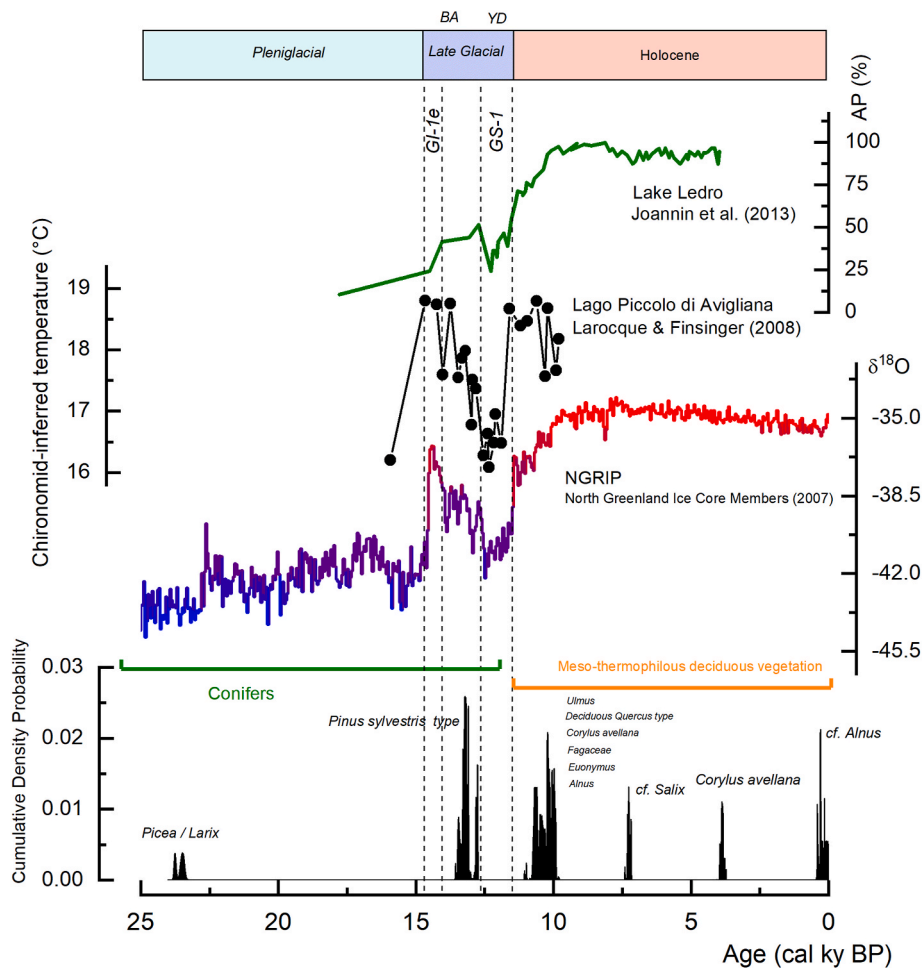 BA YD
Pleniglacial Late Glacial Holocene
AP (%)
GI-1e
GS-1
100
75
50
25
0
Lake Ledro
Joannin et al. (2013)
Chironomid-inferred temperature (°C)
19
18
17
16
Lago Piccolo di Avigliana
Larocque & Finsinger (2008)
δ18O
-35.0
-38.5
-42.0
-45.5
NGRIP
North Greenland Ice Core Members (2007)
Cumulative Density Probability
0.03
0.02
0.01
0.00
Conifers
Meso-thermophilous deciduous vegetation
Pinus sylvestris type
Ulmus
Deciduous Quercus type
Corylus avellana
Fagaceae
Euonymus
Alnus
cf. Alnus
cf. Salix
Corylus avellana
Picea / Larix
25 20 15 10 5 0
Age (cal ky BP)